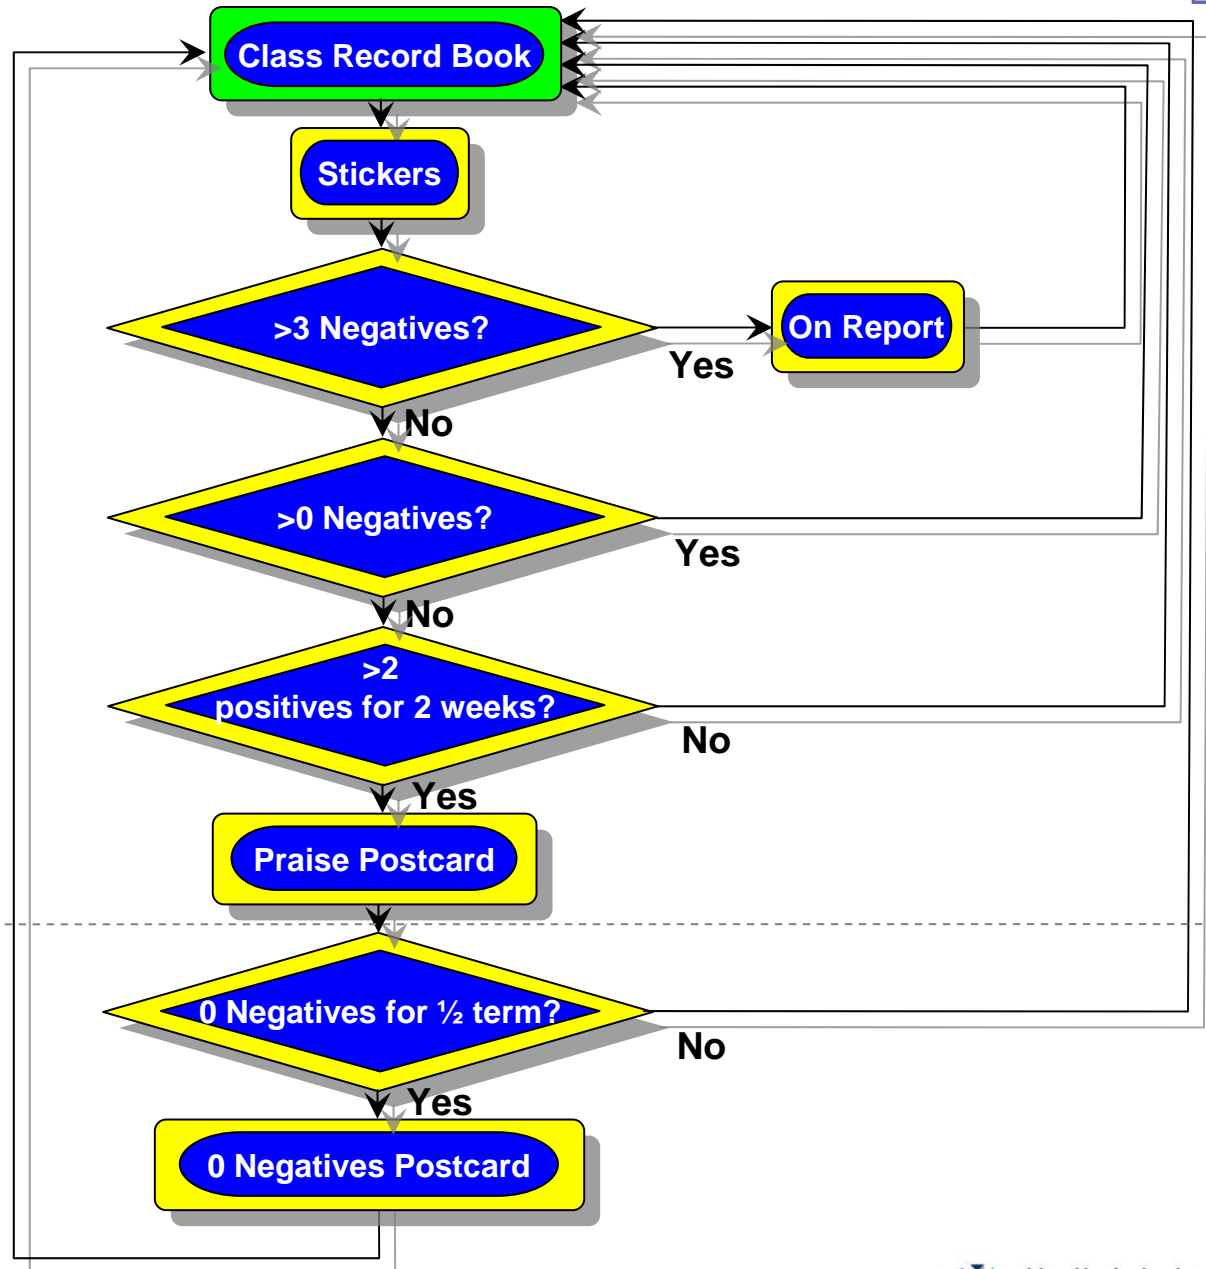 Class Record Book
Stickers
>3 Negatives?
On Report
Yes
No
>0 Negatives?
Yes
No
>2
positives for 2 weeks?
No
Yes
Praise Postcard
0 Negatives for ½ term?
No
Yes
0 Negatives Postcard